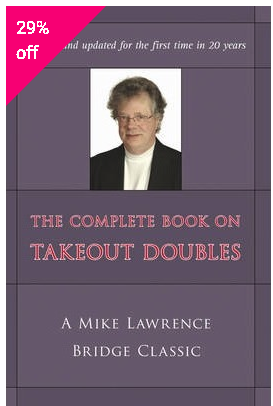 29%
off
and updated for the first time in 20 years
THE COMPLETE BOOK ON
TAKEOUT DOUBLES
A MIKE LAWRENCE
BRIDGE CLASSIC